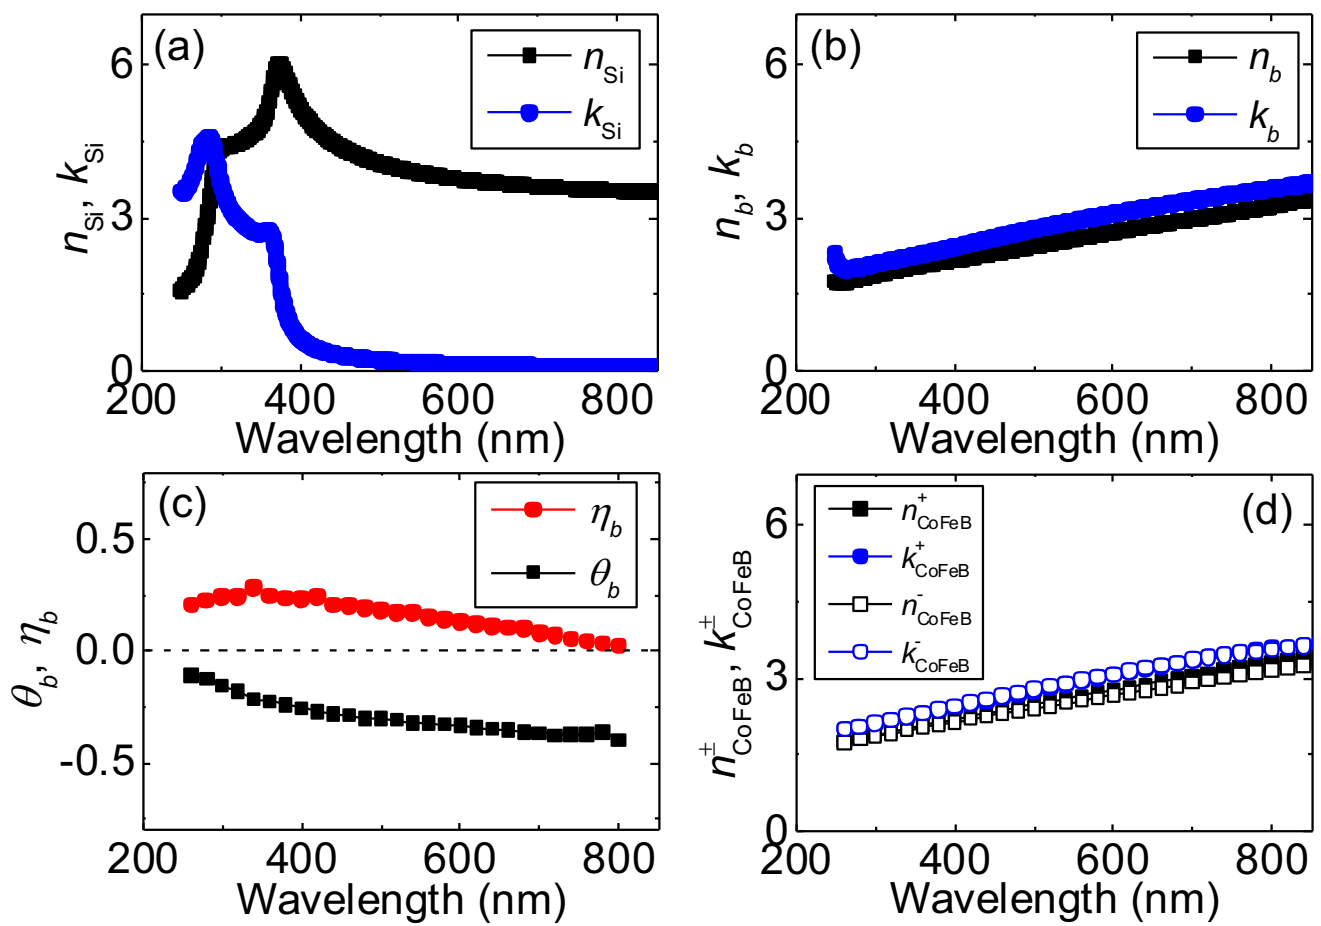 (a)
n_Si
k_Si
n_Si, k_Si
6
3
0
200 400 600 800
Wavelength (nm)
(b)
n_b
k_b
n_b, k_b
6
3
0
200 400 600 800
Wavelength (nm)
(c)
η_b
θ_b
θ_b, η_b
0.5
0.0
-0.5
200 400 600 800
Wavelength (nm)
(d)
n⁺_CoFeB
k⁺_CoFeB
n⁻_CoFeB
k⁻_CoFeB
n±_CoFeB, k±_CoFeB
6
3
0
200 400 600 800
Wavelength (nm)